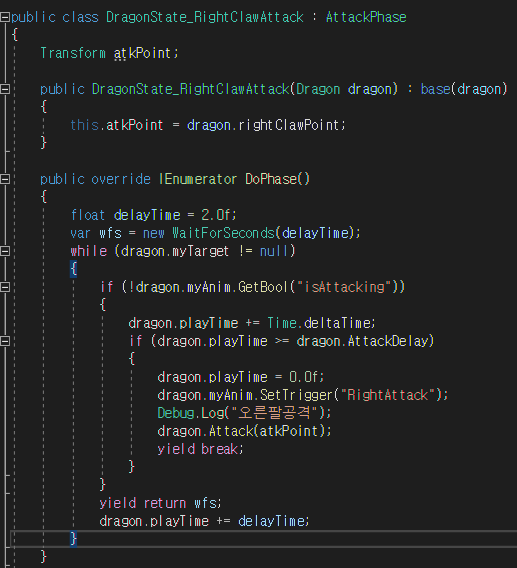 public class DragonState_RightClawAttack : AttackPhase
{
Transform atkPoint;
public DragonState_RightClawAttack(Dragon dragon) : base(dragon)
{
this.atkPoint = dragon.rightClawPoint;
}
public override IEnumerator DoPhase()
{
float delayTime = 2.0f;
var wfs = new WaitForSeconds(delayTime);
while (dragon.myTarget != null)
{
if (!dragon.myAnim.GetBool("isAttacking"))
{
dragon.playTime += Time.deltaTime;
if (dragon.playTime >= dragon.AttackDelay)
{
dragon.playTime = 0.0f;
dragon.myAnim.SetTrigger("RightAttack");
Debug.Log("오른팔공격");
dragon.Attack(atkPoint);
yield break;
}
}
yield return wfs;
dragon.playTime += delayTime;
}
}